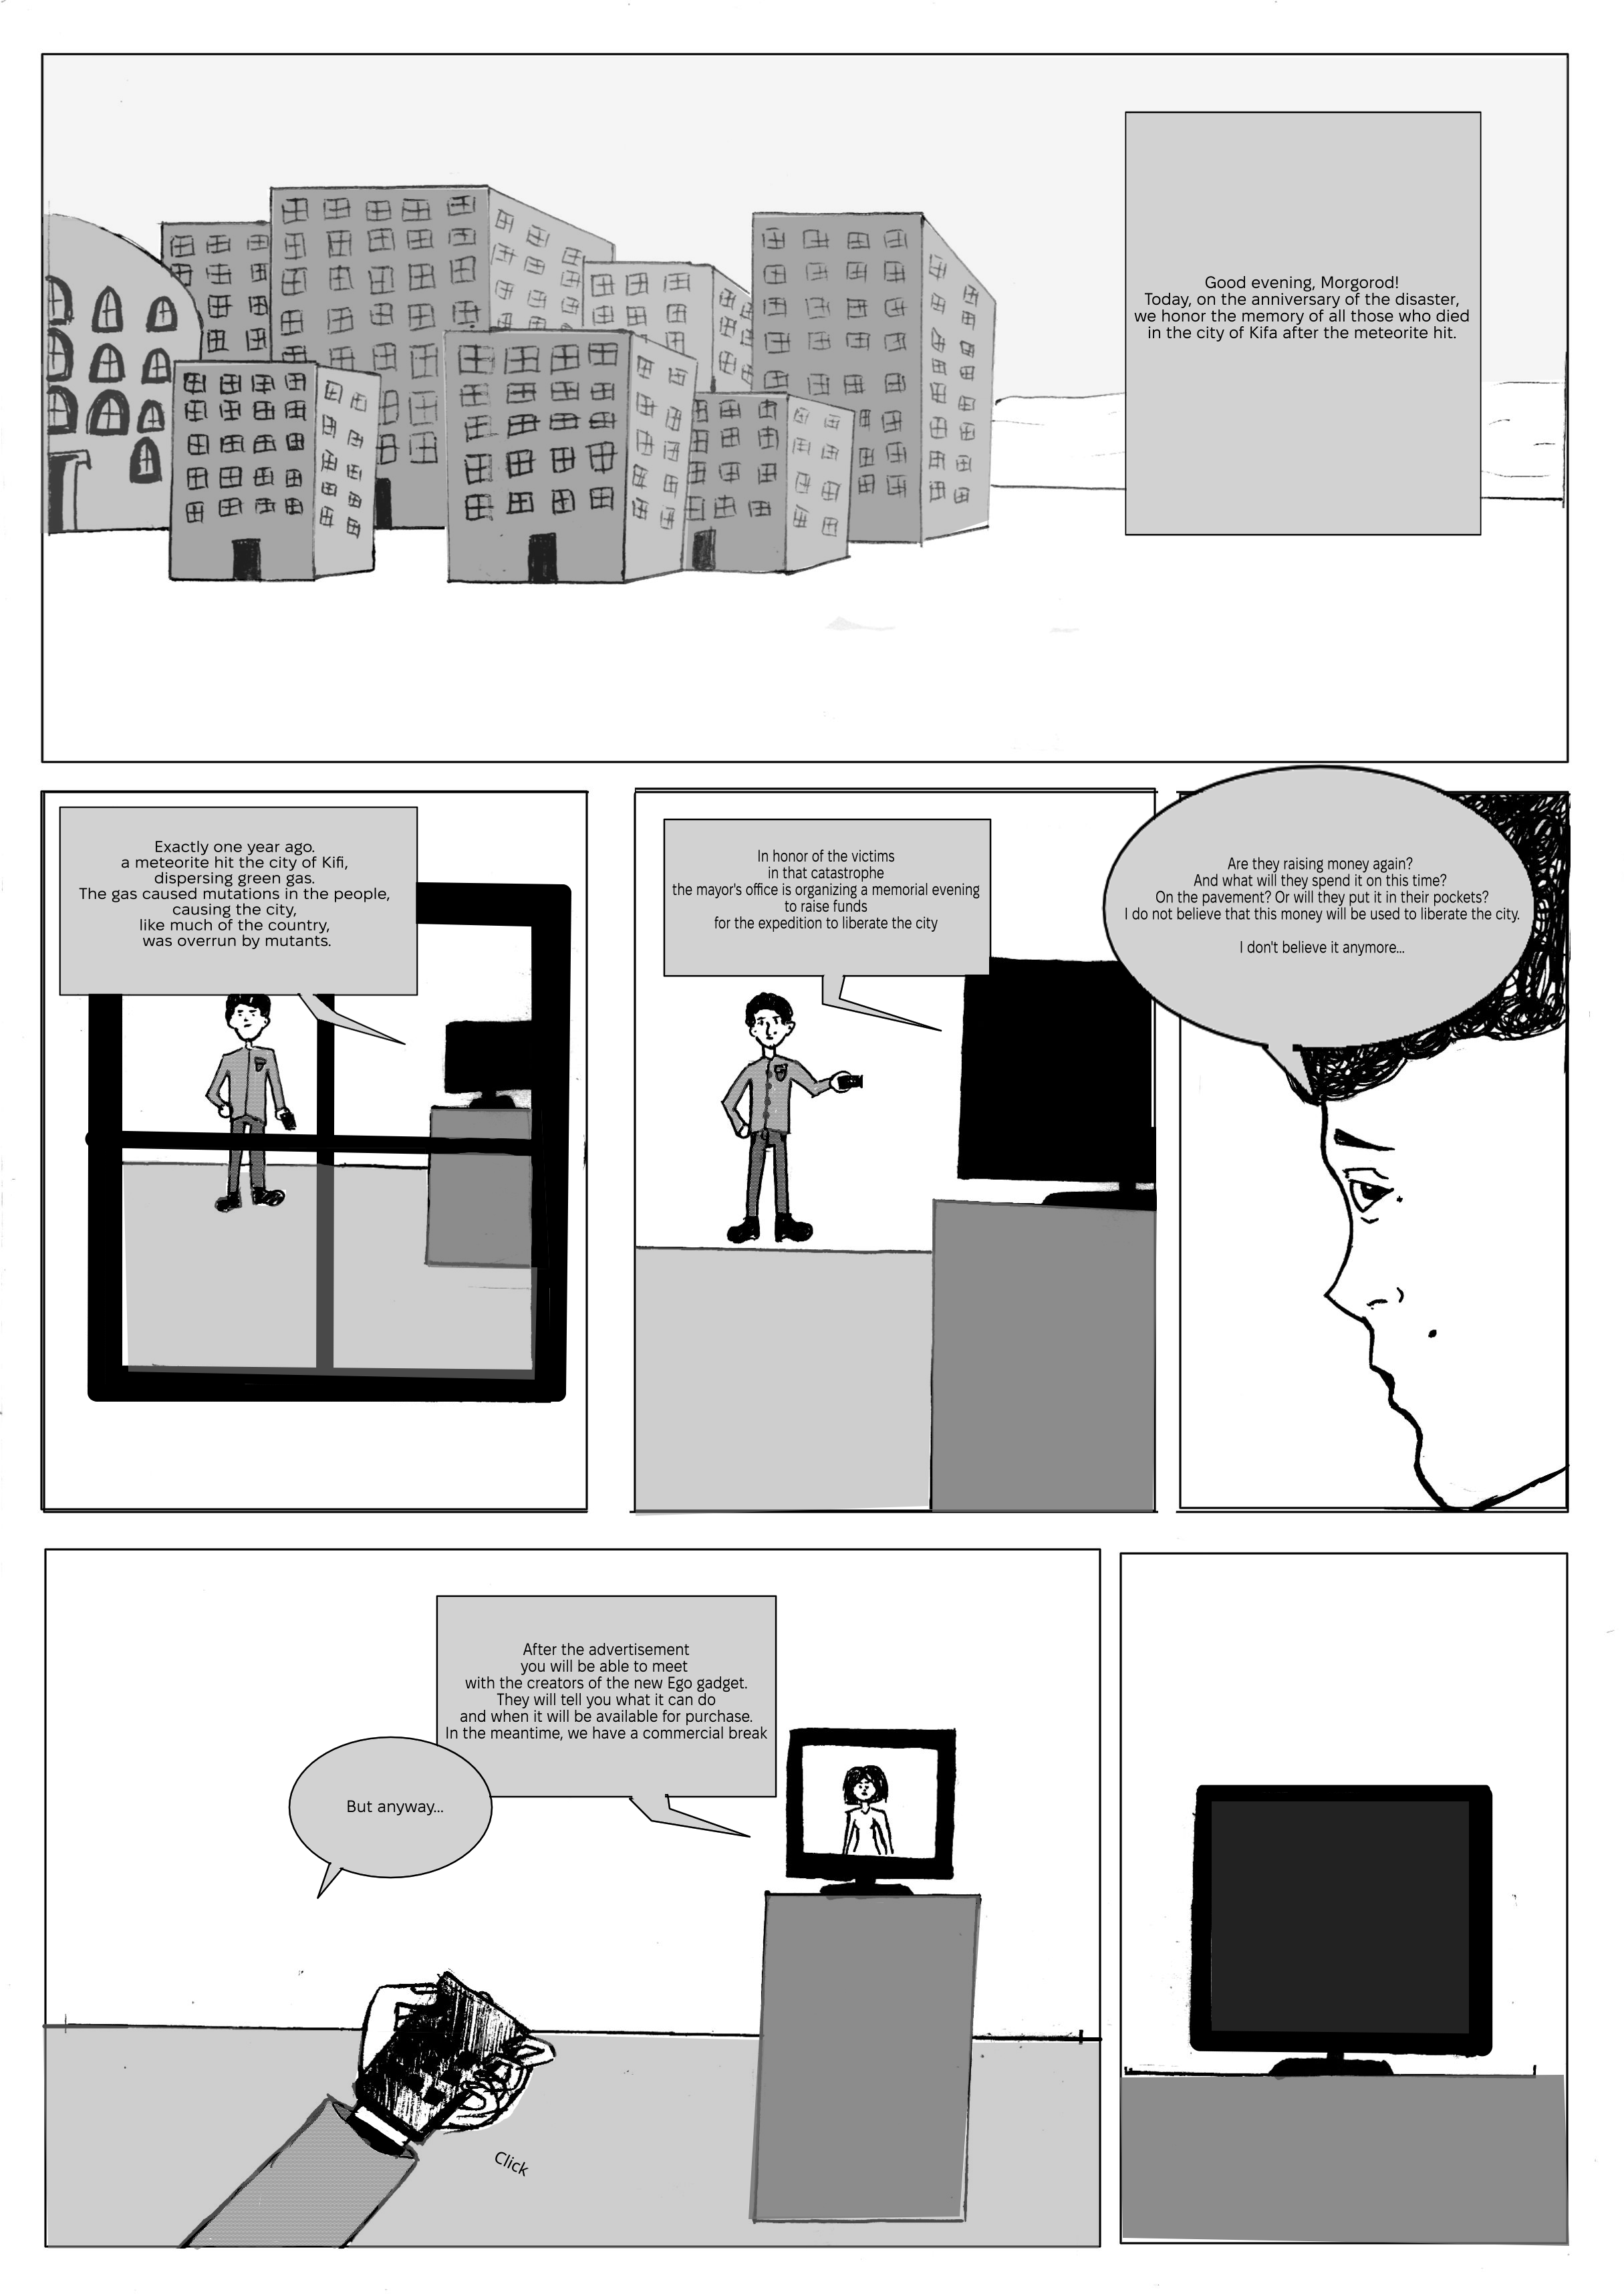 Good evening, Morgorod!
Today, on the anniversary of the disaster,
we honor the memory of all those who died
in the city of Kifa after the meteorite hit.
Exactly one year ago.
a meteorite hit the city of Kifi,
dispersing green gas.
The gas caused mutations in the people,
causing the city,
like much of the country,
was overrun by mutants.
In honor of the victims
in that catastrophe
the mayor's office is organizing a memorial evening
to raise funds
for the expedition to liberate the city
Are they raising money again?
And what will they spend it on this time?
On the pavement? Or will they put it in their pockets?
I do not believe that this money will be used to liberate the city.
I don't believe it anymore...
After the advertisement
you will be able to meet
with the creators of the new Ego gadget.
They will tell you what it can do
and when it will be available for purchase.
In the meantime, we have a commercial break
But anyway...
Click